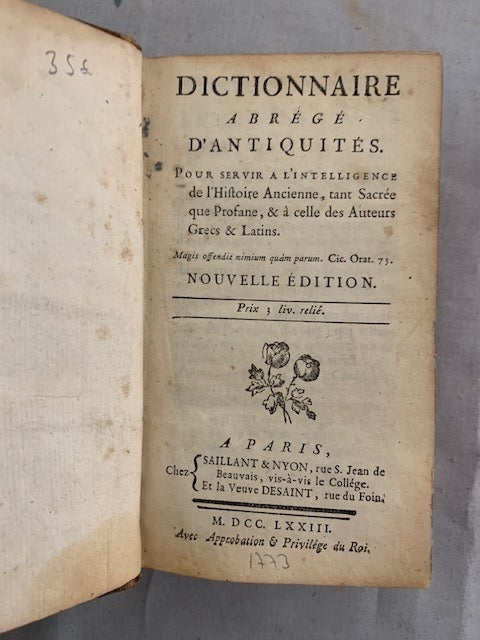 35£
DICTIONNAIRE
ABRÉGÉ
D'ANTIQUITÉS.
POUR SERVIR A L'INTELLIGENCE
de l'Hiſtoire Ancienne, tant Sacrée
que Profane, & à celle des Auteurs
Grecs & Latins.
Magis offendit nimium quàm parum. Cic. Orat. 73.
NOUVELLE ÉDITION.
Prix 3 liv. relié.
A PARIS,
Chez { SAILLANT & NYON, rue S. Jean de
Beauvais, vis-à-vis le Collége.
Et la Veuve DESAINT, rue du Foin.
M. DCC. LXXIII.
Avec Approbation & Privilége du Roi.
1773